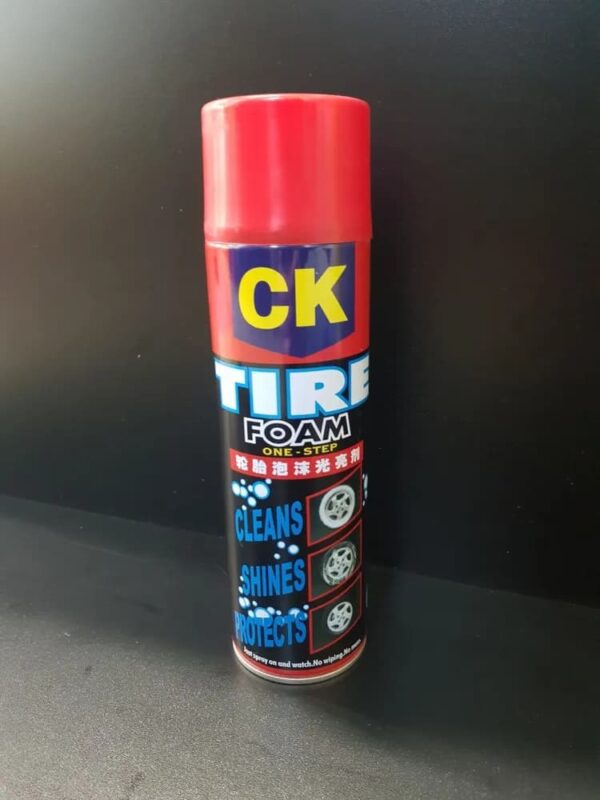 CK
TIRE
FOAM
ONE-STEP
轮胎泡沫光亮剂
CLEANS
SHINES
PROTECTS
Just spray on and watch.No wiping.No